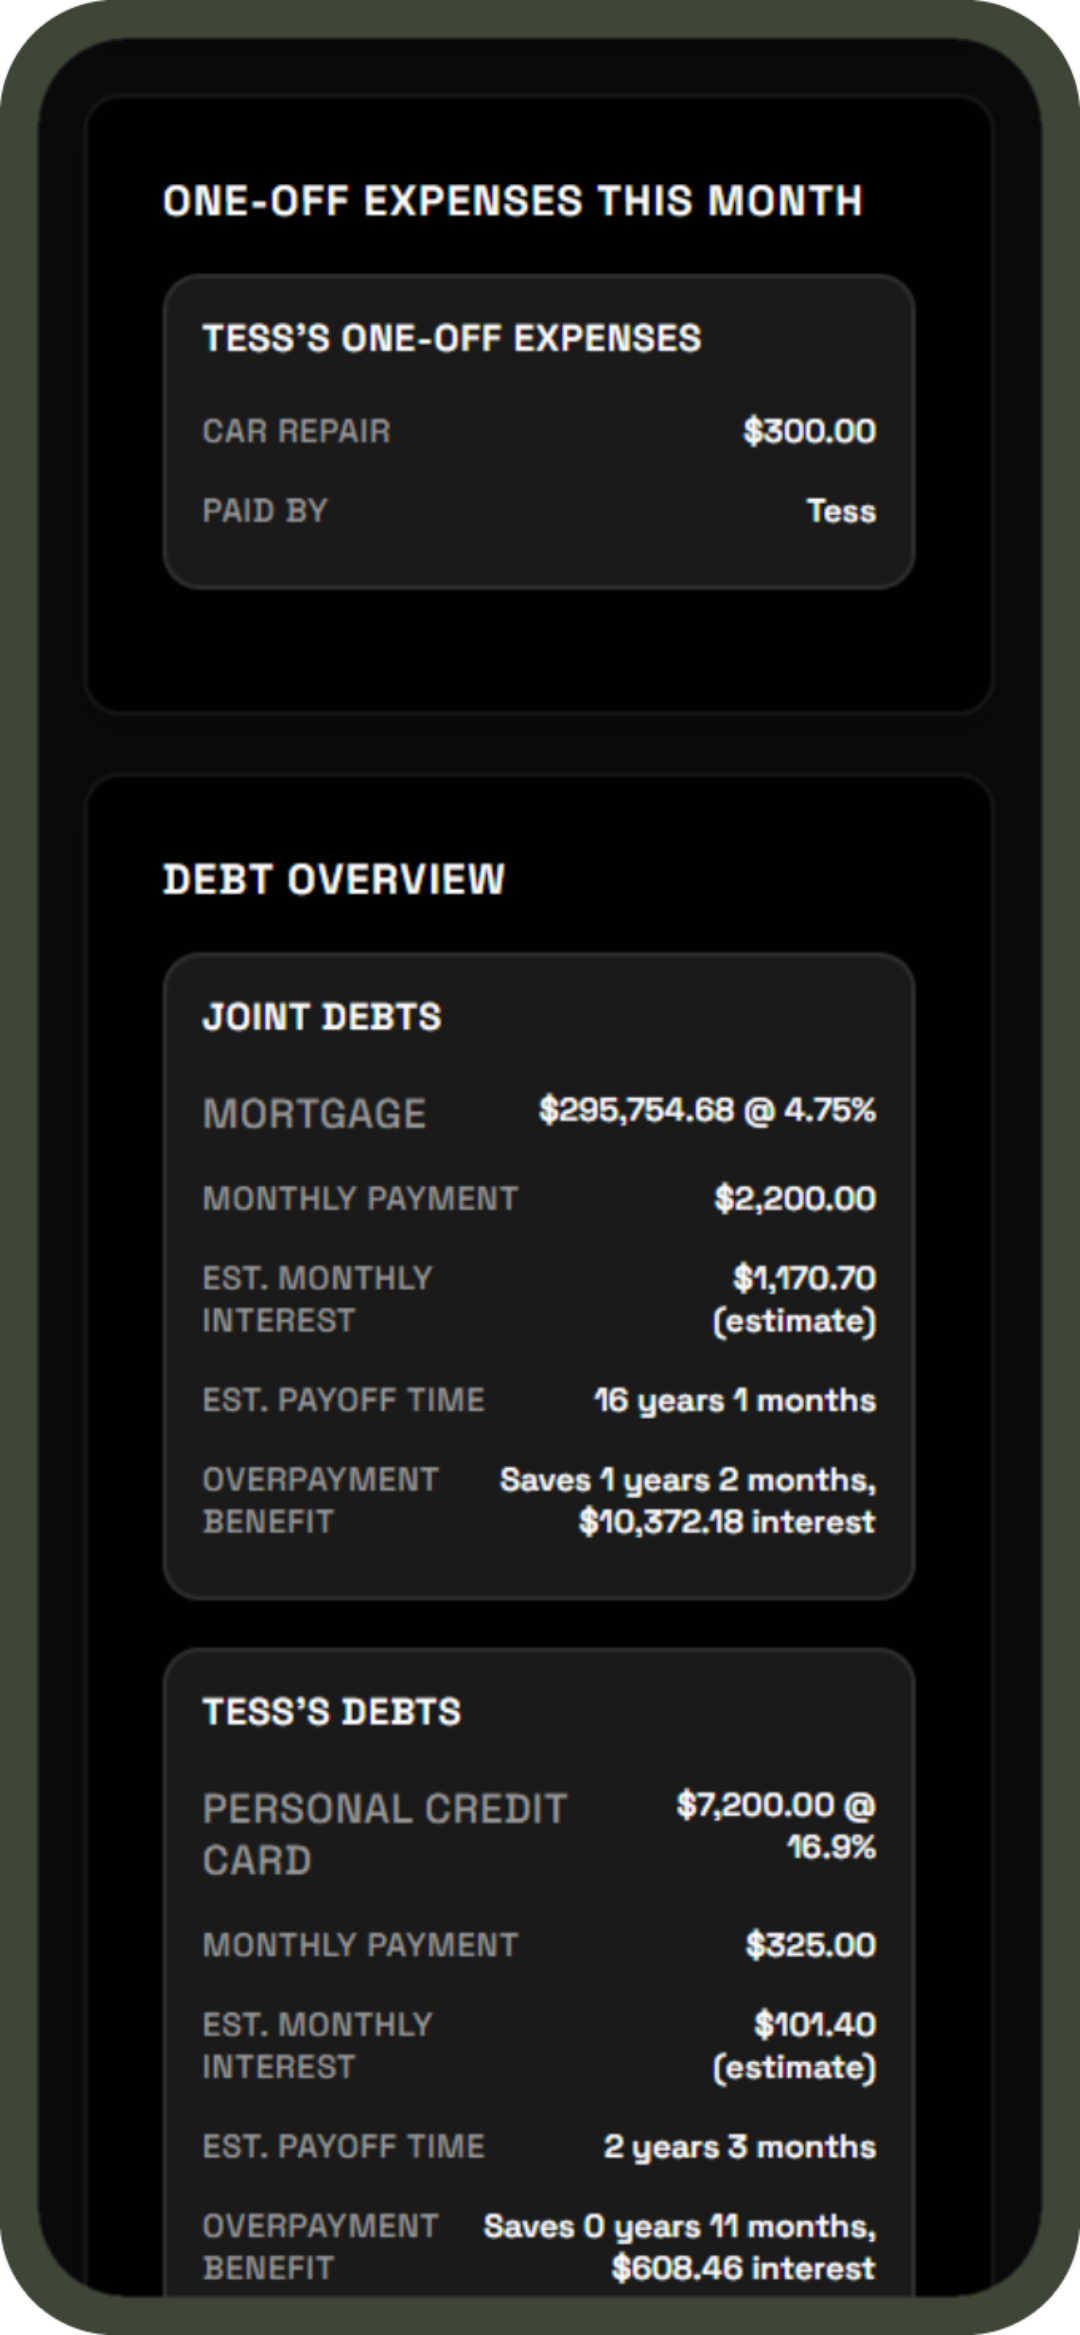 ONE-OFF EXPENSES THIS MONTH
TESS’S ONE-OFF EXPENSES
CAR REPAIR $300.00
PAID BY Tess
DEBT OVERVIEW
JOINT DEBTS
MORTGAGE $295,754.68 @ 4.75%
MONTHLY PAYMENT $2,200.00
EST. MONTHLY $1,170.70
INTEREST (estimate)
EST. PAYOFF TIME 16 years 1 months
OVERPAYMENT Saves 1 years 2 months,
BENEFIT $10,372.18 interest
TESS’S DEBTS
PERSONAL CREDIT $7,200.00 @
CARD 16.9%
MONTHLY PAYMENT $325.00
EST. MONTHLY $101.40
INTEREST (estimate)
EST. PAYOFF TIME 2 years 3 months
OVERPAYMENT Saves 0 years 11 months,
BENEFIT $608.46 interest